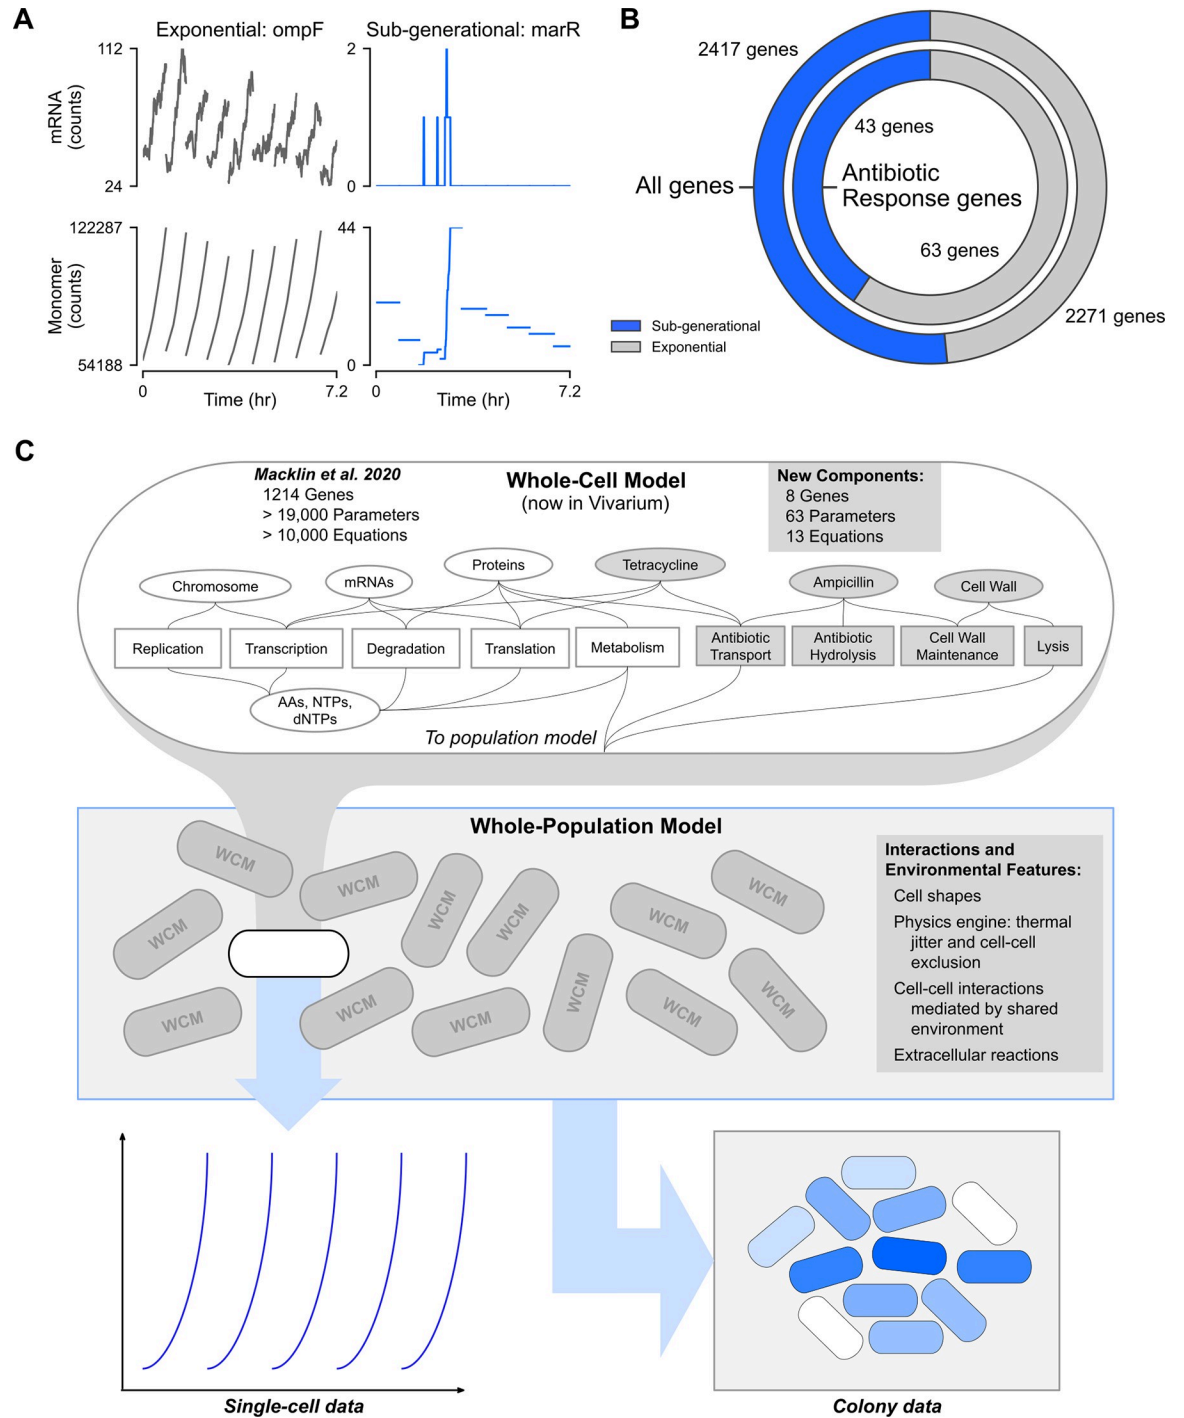 A
Exponential: ompF
Sub-generational: marR
112
mRNA
(counts)
24
2
0
122287
Monomer
(counts)
54188
44
0
0
7.2
Time (hr)
0
7.2
Time (hr)
B
2417 genes
43 genes
All genes
Antibiotic
Response genes
63 genes
2271 genes
Sub-generational
Exponential
C
Macklin et al. 2020
1214 Genes
> 19,000 Parameters
> 10,000 Equations
Whole-Cell Model
(now in Vivarium)
New Components:
8 Genes
63 Parameters
13 Equations
Chromosome
mRNAs
Proteins
Tetracycline
Ampicillin
Cell Wall
Replication
Transcription
Degradation
Translation
Metabolism
Antibiotic
Transport
Antibiotic
Hydrolysis
Cell Wall
Maintenance
Lysis
AAs, NTPs,
dNTPs
To population model
Whole-Population Model
WCM
WCM
WCM
WCM
WCM
WCM
WCM
WCM
WCM
WCM
WCM
WCM
WCM
Interactions and
Environmental Features:
Cell shapes
Physics engine: thermal
jitter and cell-cell
exclusion
Cell-cell interactions
mediated by shared
environment
Extracellular reactions
Single-cell data
Colony data